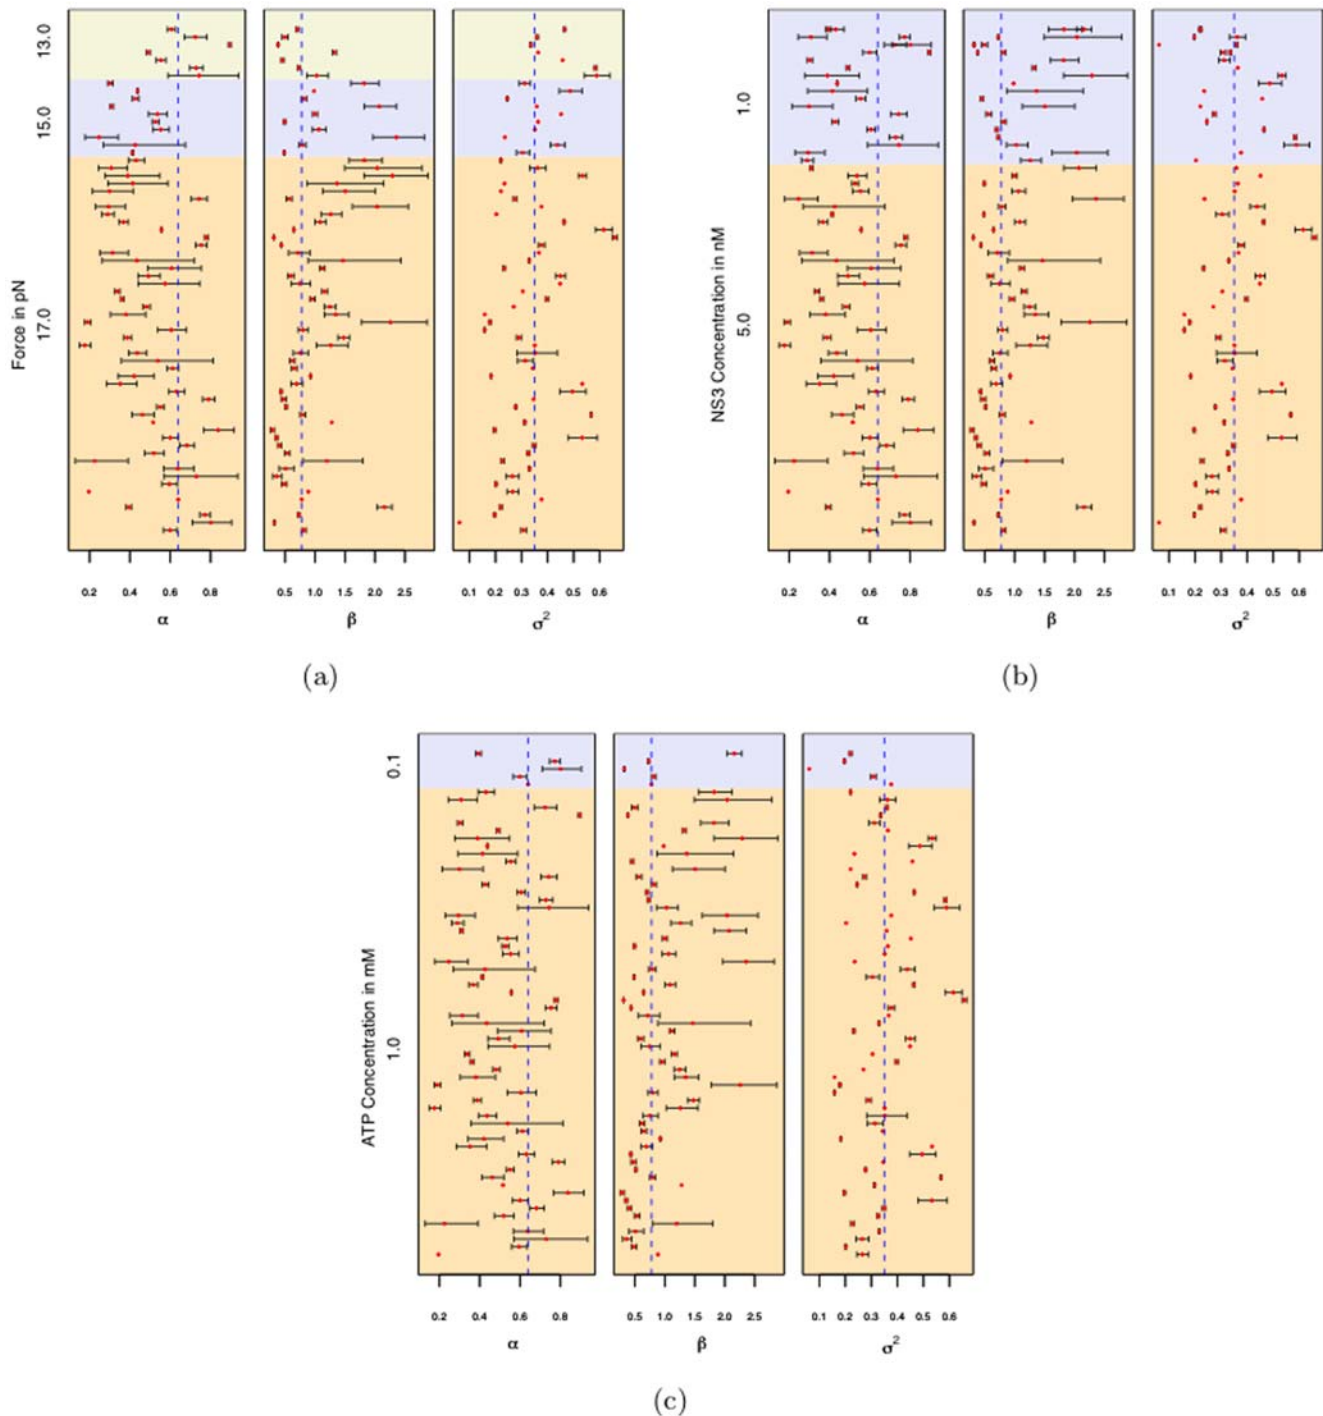 Force in pN
13.0
15.0
17.0
0.2 0.4 0.6 0.8
α
0.5 1.0 1.5 2.0 2.5
β
0.1 0.2 0.3 0.4 0.5 0.6
σ²
(a)
NS3 Concentration in nM
1.0
5.0
0.2 0.4 0.6 0.8
α
0.5 1.0 1.5 2.0 2.5
β
0.1 0.2 0.3 0.4 0.5 0.6
σ²
(b)
ATP Concentration in mM
0.1
1.0
0.2 0.4 0.6 0.8
α
0.5 1.0 1.5 2.0 2.5
β
0.1 0.2 0.3 0.4 0.5 0.6
σ²
(c)